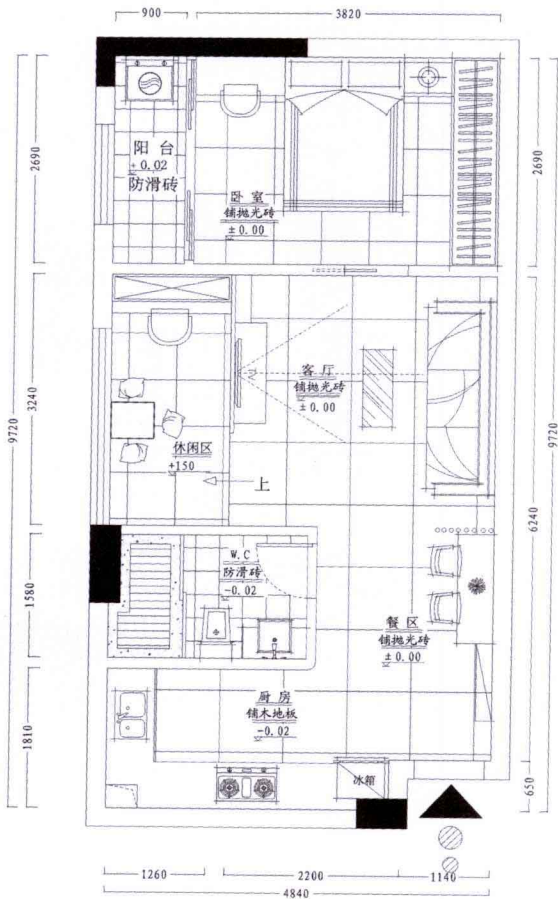 900
3820
2690
阳 台
+0.02
防滑砖
卧 室
铺抛光砖
±0.00
2690
9720
3240
客 厅
铺抛光砖
±0.00
休闲区
+150
上
9720
6240
1580
W.C
防滑砖
-0.02
餐 区
铺抛光砖
±0.00
1810
厨 房
铺木地板
-0.02
冰箱
650
1260
2200
1140
4840